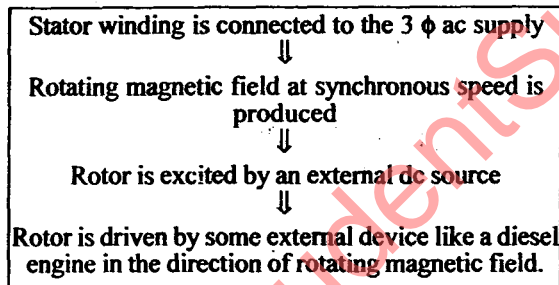 Stator winding is connected to the 3 ϕ ac supply
⇓
Rotating magnetic field at synchronous speed is
produced
⇓
Rotor is excited by an external dc source
⇓
Rotor is driven by some external device like a diesel
engine in the direction of rotating magnetic field.